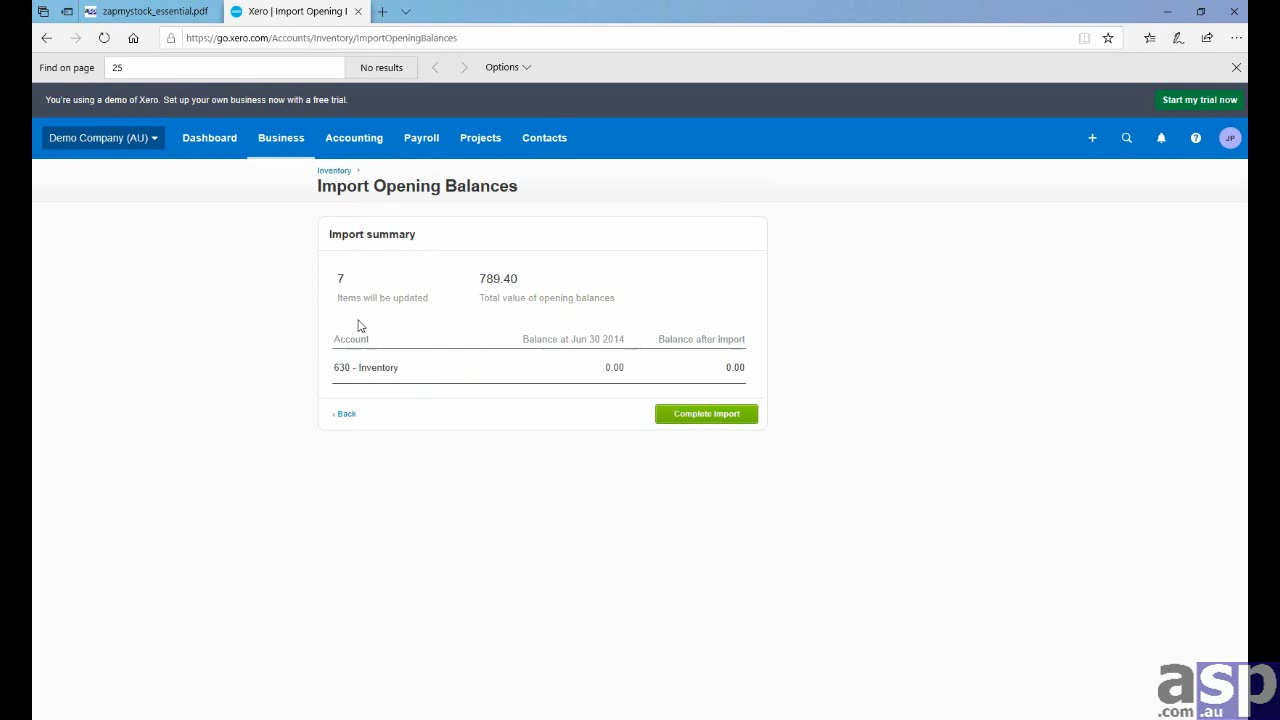 zapmystock_essential.pdf
Xero | Import Opening I
https://go.xero.com/Accounts/Inventory/ImportOpeningBalances
Find on page
25
No results
Options
You're using a demo of Xero. Set up your own business now with a free trial.
Start my trial now
Demo Company (AU)
Dashboard
Business
Accounting
Payroll
Projects
Contacts
JP
Inventory ›
Import Opening Balances
Import summary
7
789.40
Items will be updated
Total value of opening balances
Account
Balance at Jun 30 2014
Balance after Import
630 - Inventory
0.00
0.00
‹ Back
Complete Import
asp
.com.au